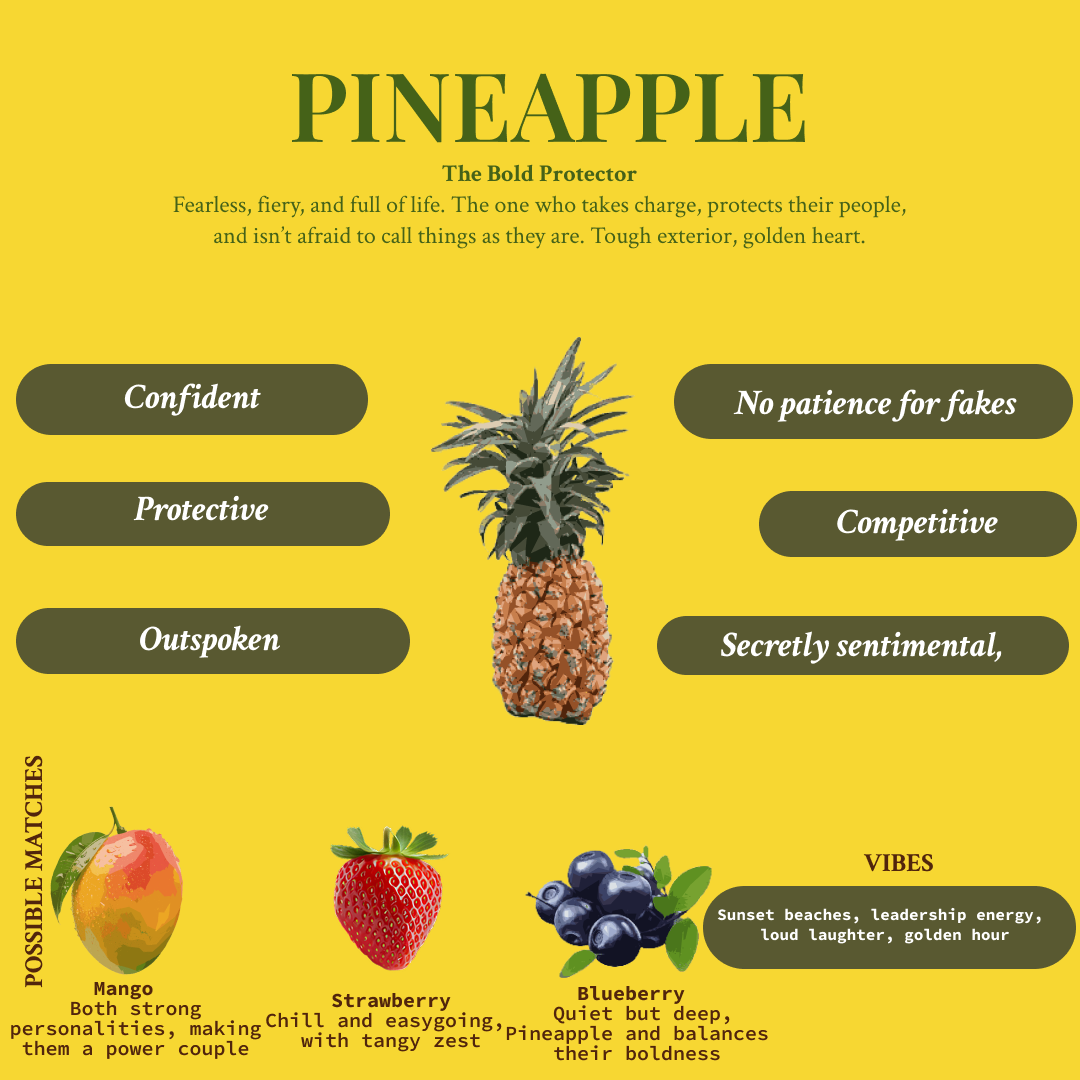 PINEAPPLE
The Bold Protector
Fearless, fiery, and full of life. The one who takes charge, protects their people,
and isn’t afraid to call things as they are. Tough exterior, golden heart.
Confident
Protective
Outspoken
No patience for fakes
Competitive
Secretly sentimental,
POSSIBLE MATCHES
Mango
Both strong
personalities, making
them a power couple
Strawberry
Chill and easygoing,
with tangy zest
Blueberry
Quiet but deep,
Pineapple and balances
their boldness
VIBES
Sunset beaches, leadership energy,
loud laughter, golden hour